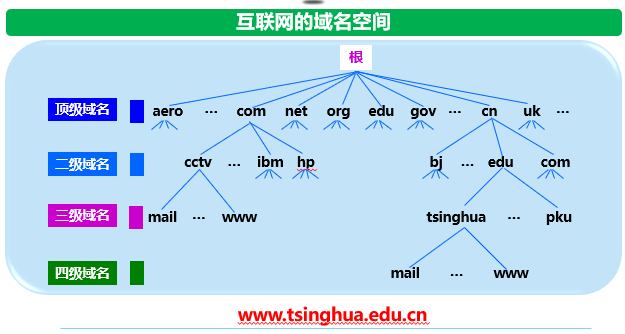 互联网的域名空间
根
顶级域名 aero ... com net org edu gov ... cn uk ...
二级域名 cctv ... ibm hp bj ... edu com
三级域名 mail ... www tsinghua ... pku
四级域名 mail ... www
www.tsinghua.edu.cn